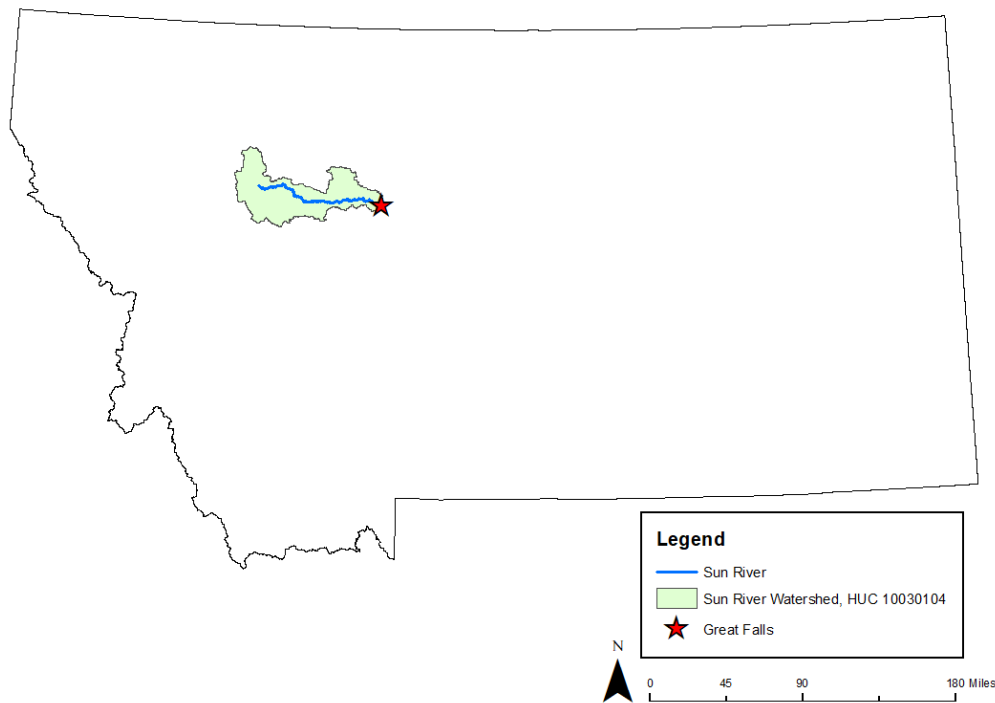 Legend
Sun River
Sun River Watershed, HUC 10030104
Great Falls
N
0 45 90 180 Miles